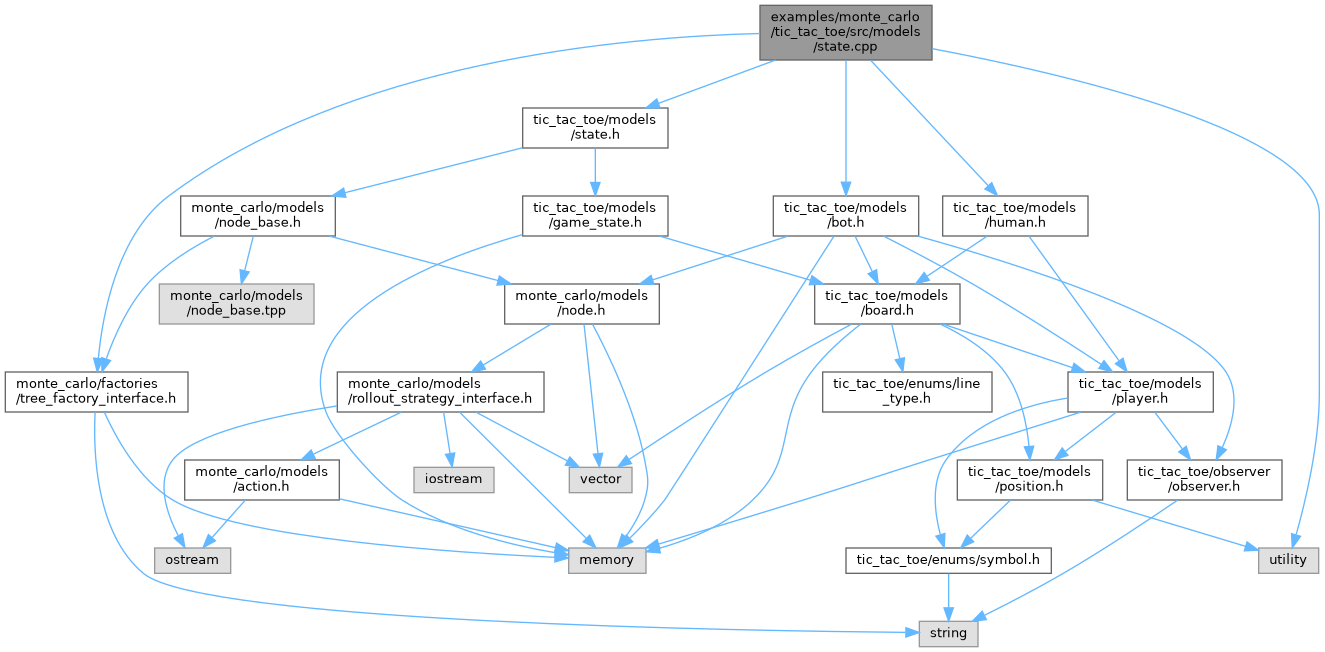 examples/monte_carlo
/tic_tac_toe/src/models
/state.cpp
tic_tac_toe/models
/state.h
monte_carlo/models
/node_base.h
tic_tac_toe/models
/game_state.h
tic_tac_toe/models
/bot.h
tic_tac_toe/models
/human.h
monte_carlo/models
/node_base.tpp
monte_carlo/models
/node.h
tic_tac_toe/models
/board.h
monte_carlo/factories
/tree_factory_interface.h
monte_carlo/models
/rollout_strategy_interface.h
tic_tac_toe/enums/line
_type.h
tic_tac_toe/models
/player.h
monte_carlo/models
/action.h
iostream
vector
tic_tac_toe/models
/position.h
tic_tac_toe/observer
/observer.h
ostream
memory
tic_tac_toe/enums/symbol.h
utility
string